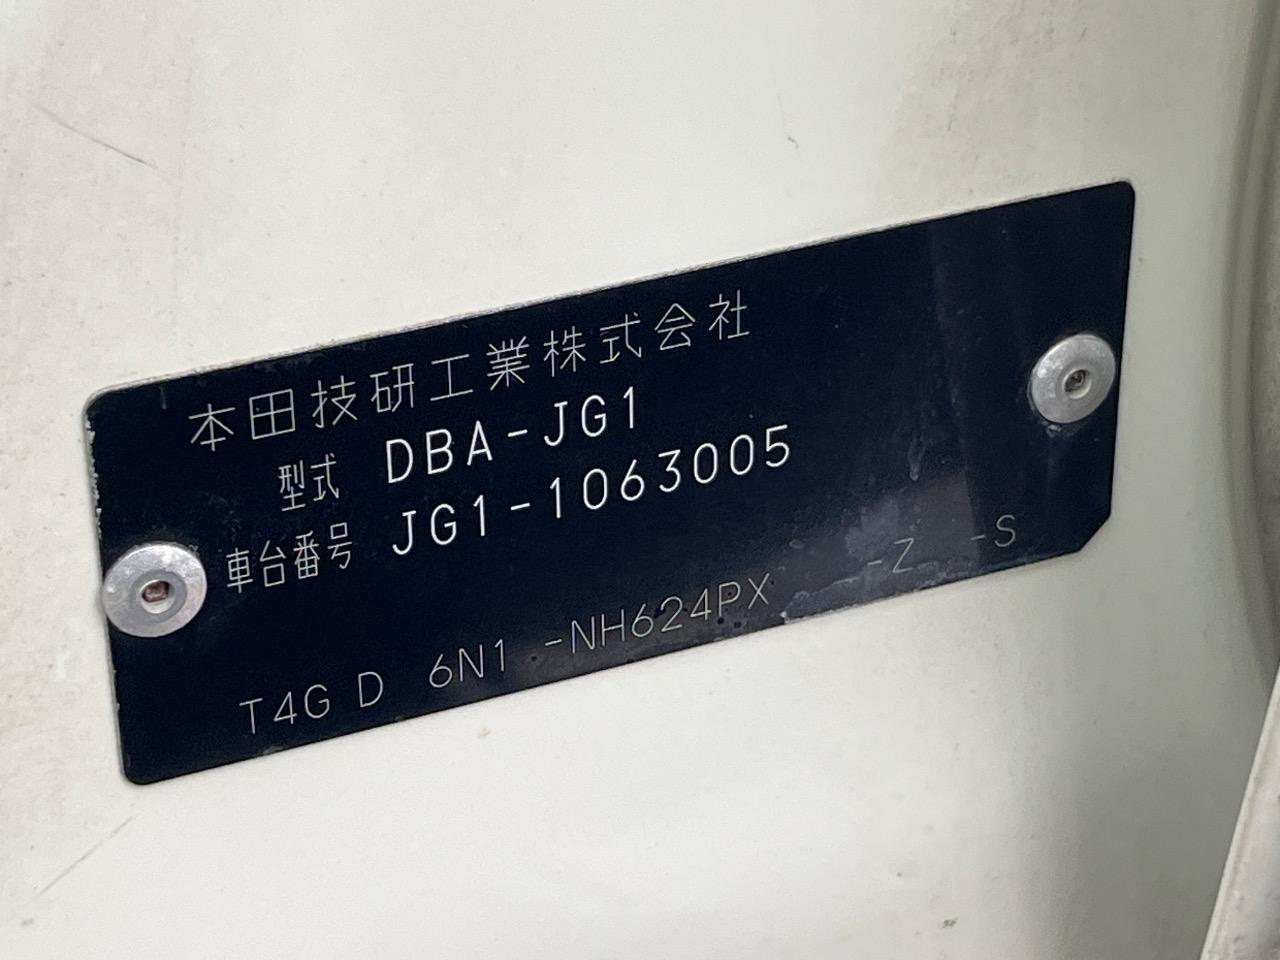 本田技研工業株式会社
型式 DBA-JG1
車台番号 JG1-1063005
T4G D 6N1 -NH624PX -Z -S